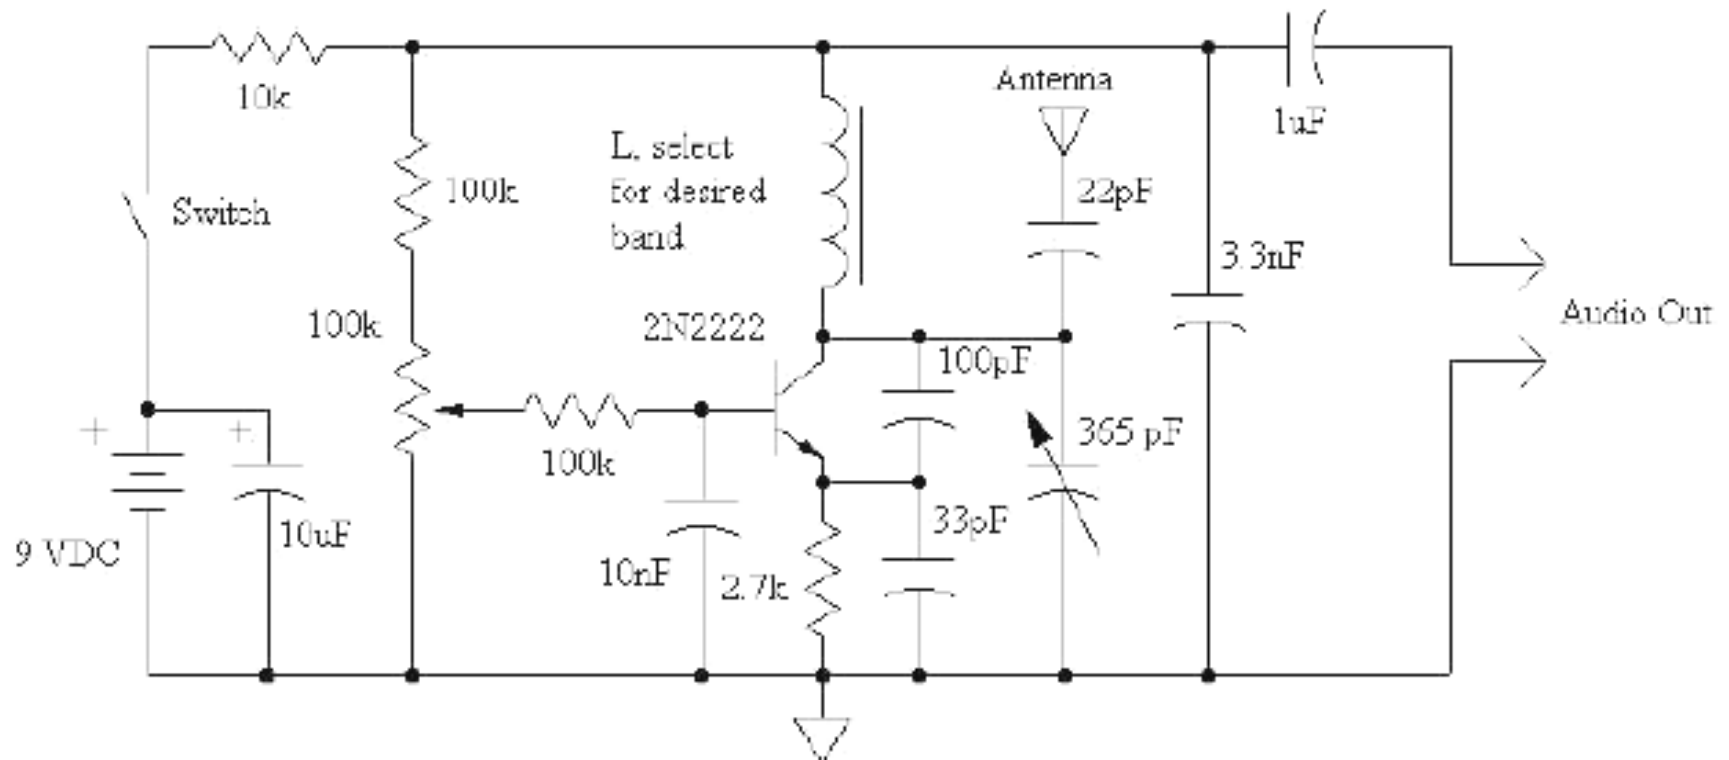 10k
Antenna
1uF
L, select
for desired
band
100k
22pF
Switch
3.3nF
100k
2N2222
Audio Out
100pF
+
+
365 pF
100k
33pF
10uF
9 VDC
10nF
2.7k